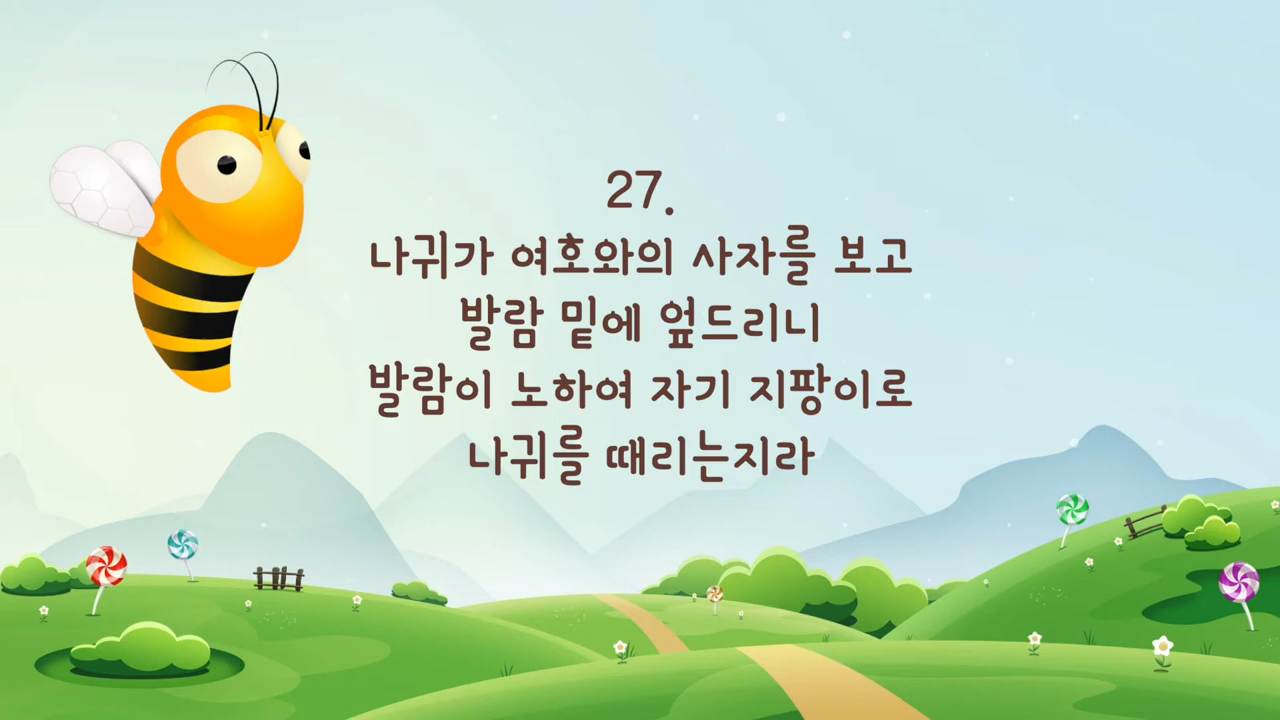 27.
나귀가 여호와의 사자를 보고
발람 밑에 엎드리니
발람이 노하여 자기 지팡이로
나귀를 때리는지라